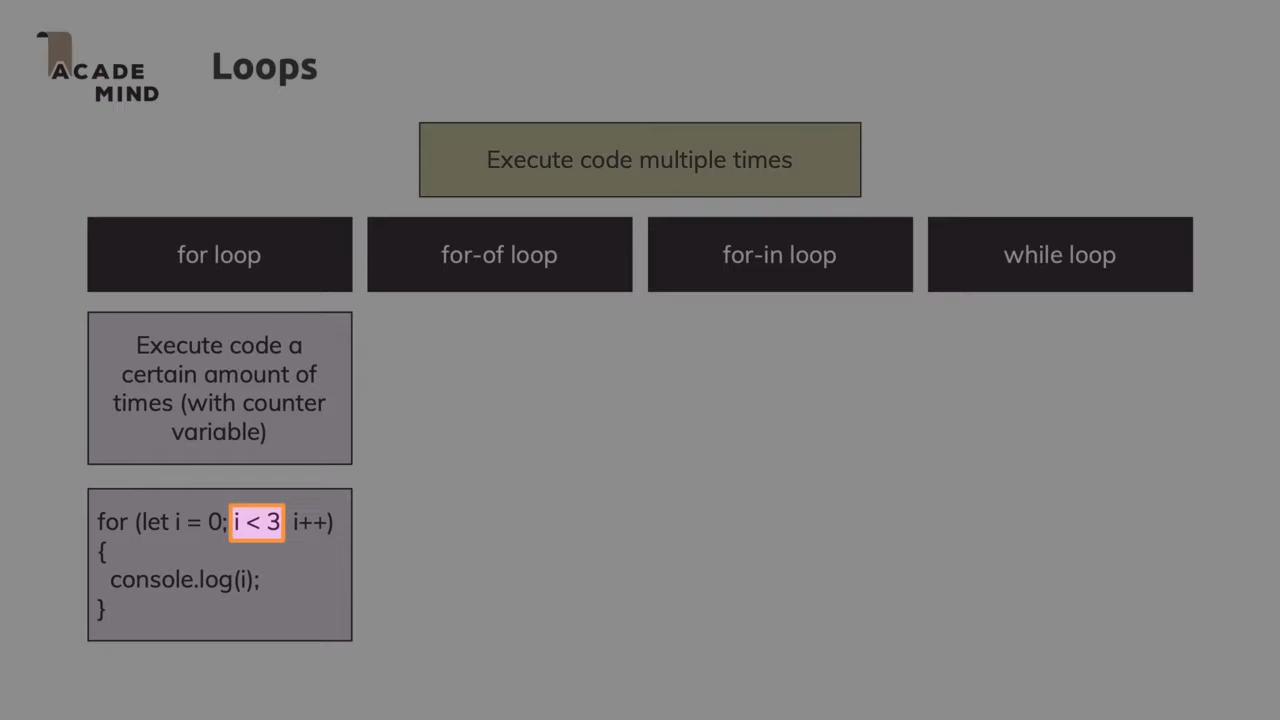 ACADE
MIND
Loops
Execute code multiple times
for loop
for-of loop
for-in loop
while loop
Execute code a
certain amount of
times (with counter
variable)
for (let i = 0; i < 3 i++)
{
console.log(i);
}